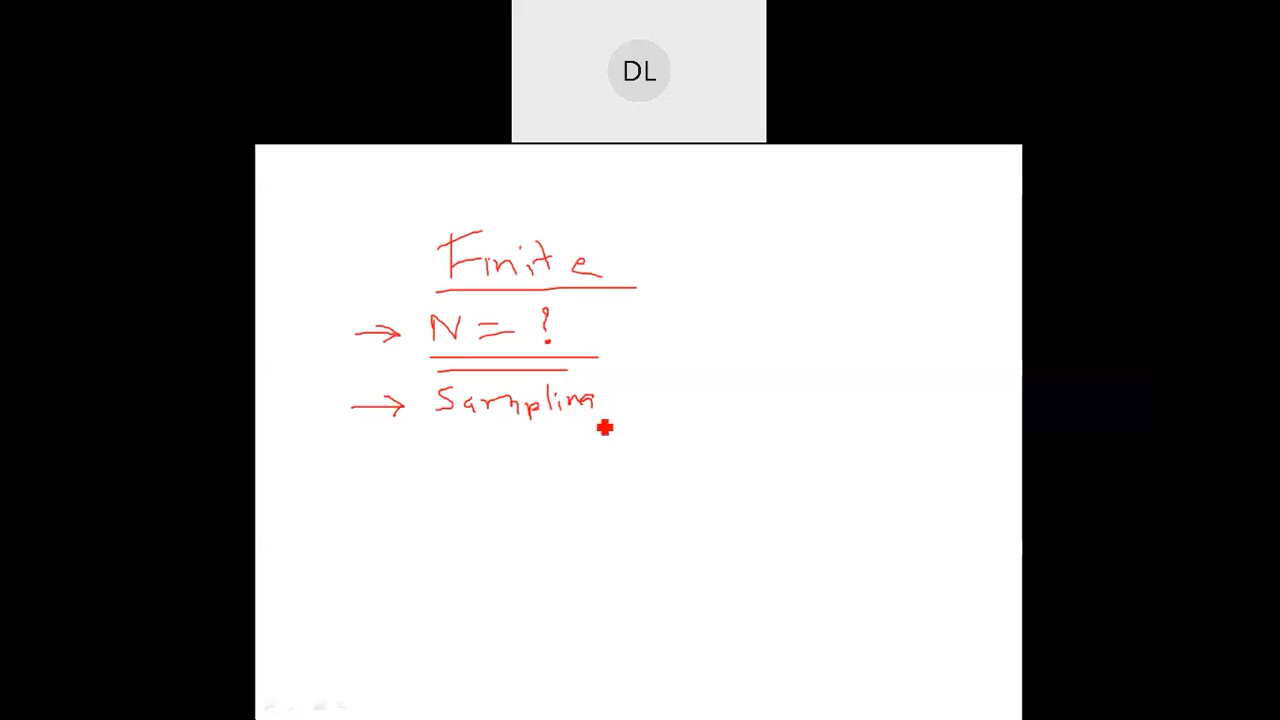 DL
Finite
→ N = ?
→ Sampling